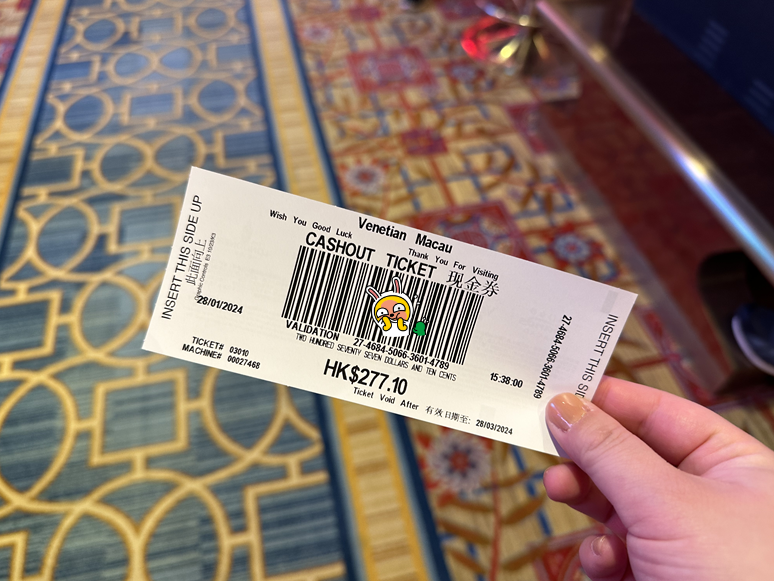 INSERT THIS SIDE UP
此面向上
28/01/2024
Venetian Macau
Wish You Good Luck
Thank You For Visiting
CASHOUT TICKET 现金券
VALIDATION 27-4684-5066-3601-4789
TWO HUNDRED SEVENTY SEVEN DOLLARS AND TEN CENTS
TICKET# 03010
MACHINE# 00027468
15:38:00
HK$277.10
Ticket Void After 有效日期至: 28/03/2024
27-4684-5066-3601-4789
INSERT THIS SID